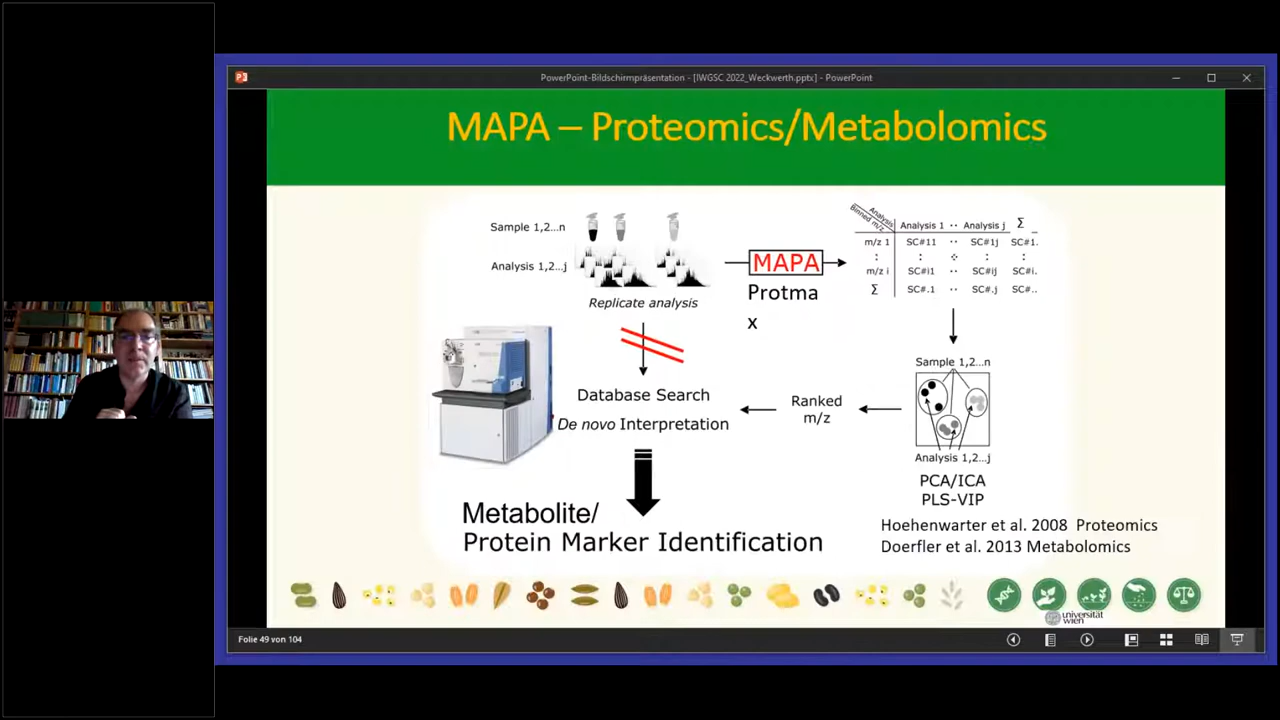 PowerPoint-Bildschirmpräsentation - [IWGSC 2022_Weckwerth.pptx] - PowerPoint
MAPA – Proteomics/Metabolomics
Sample 1,2...n
Analysis 1,2...j
Replicate analysis
MAPA
Protma
x
Analysis
Binned m/z
Analysis 1 ·· Analysis j Σ
m/z 1 SC#11 ·· SC#1j SC#1.
: : : :
m/z i SC#i1 ·· SC#ij SC#i.
Σ SC#.1 ·· SC#.j SC#..
Sample 1,2...n
Analysis 1,2...j
PCA/ICA
PLS-VIP
Ranked
m/z
Database Search
De novo Interpretation
Metabolite/
Protein Marker Identification
Hoehenwarter et al. 2008 Proteomics
Doerfler et al. 2013 Metabolomics
universität
wien
Folie 49 von 104